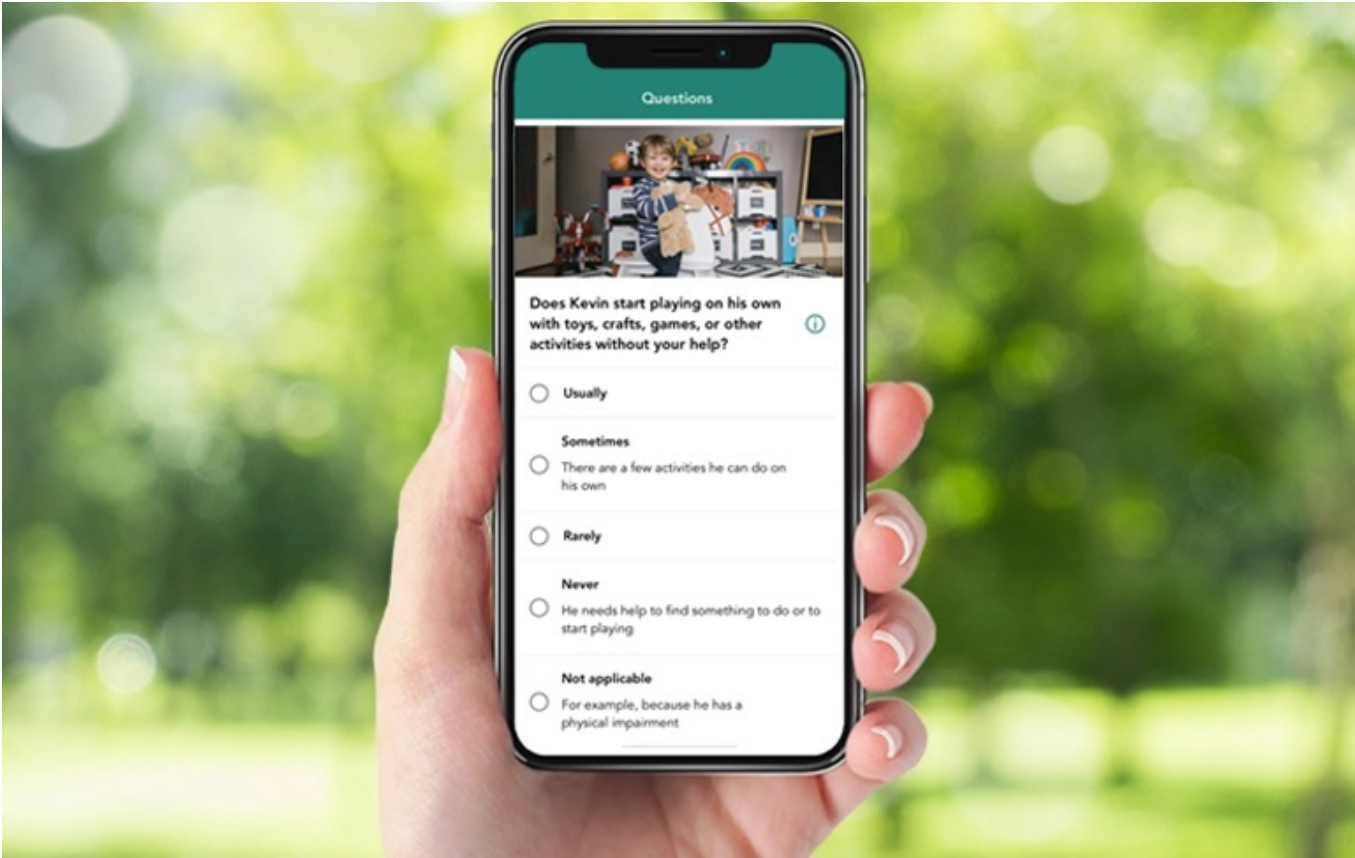 Questions
Does Kevin start playing on his own
with toys, crafts, games, or other
activities without your help?
Usually
Sometimes
There are a few activities he can do on
his own
Rarely
Never
He needs help to find something to do or to
start playing
Not applicable
For example, because he has a
physical impairment